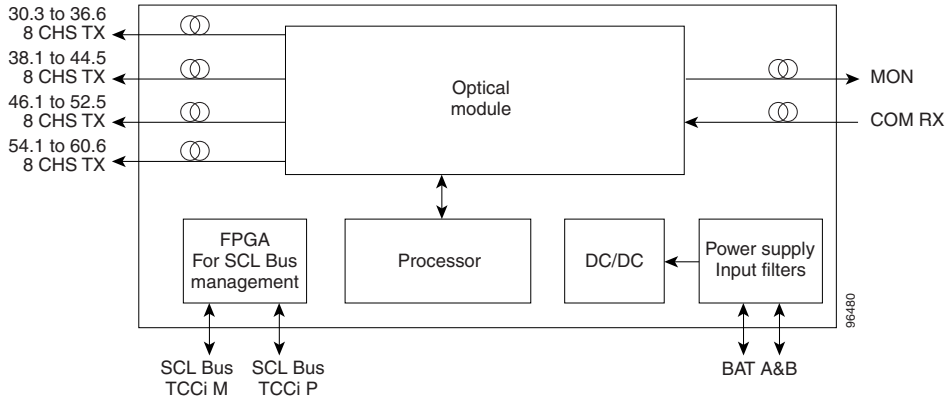 30.3 to 36.6
8 CHS TX
38.1 to 44.5
8 CHS TX
46.1 to 52.5
8 CHS TX
54.1 to 60.6
8 CHS TX
Optical
module
MON
COM RX
FPGA
For SCL Bus
management
Processor
DC/DC
Power supply
Input filters
96480
SCL Bus
TCCi M
SCL Bus
TCCi P
BAT A&B